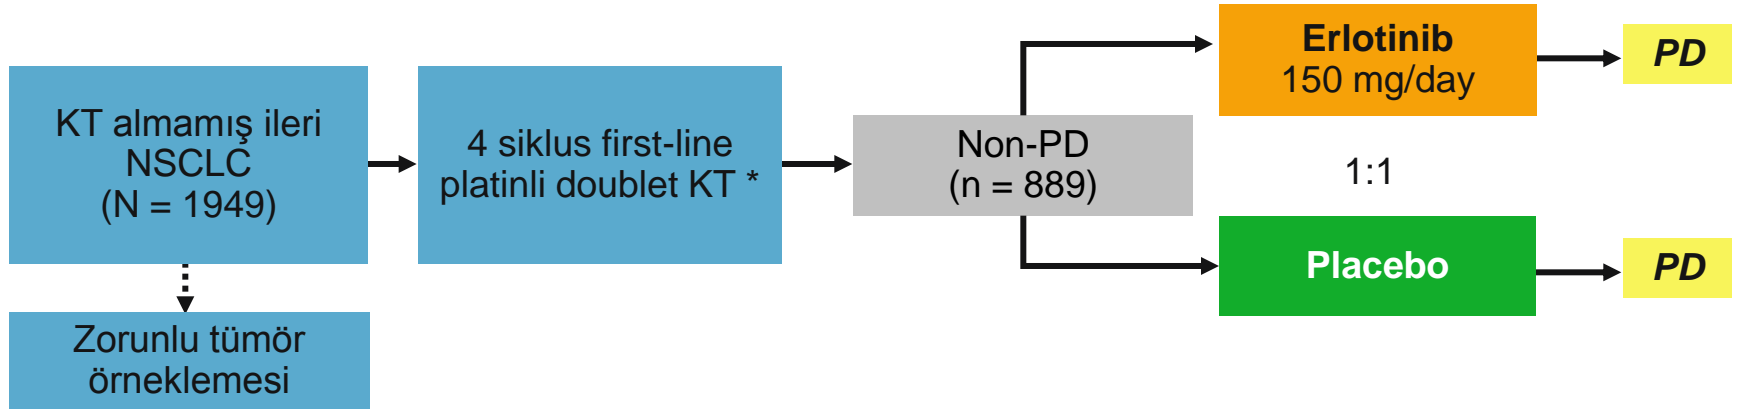 KT almamış ileri
NSCLC
(N = 1949)
Zorunlu tümör
örneklemesi
4 siklus first-line
platinli doublet KT *
Non-PD
(n = 889)
Erlotinib
150 mg/day
1:1
Placebo
PD
PD